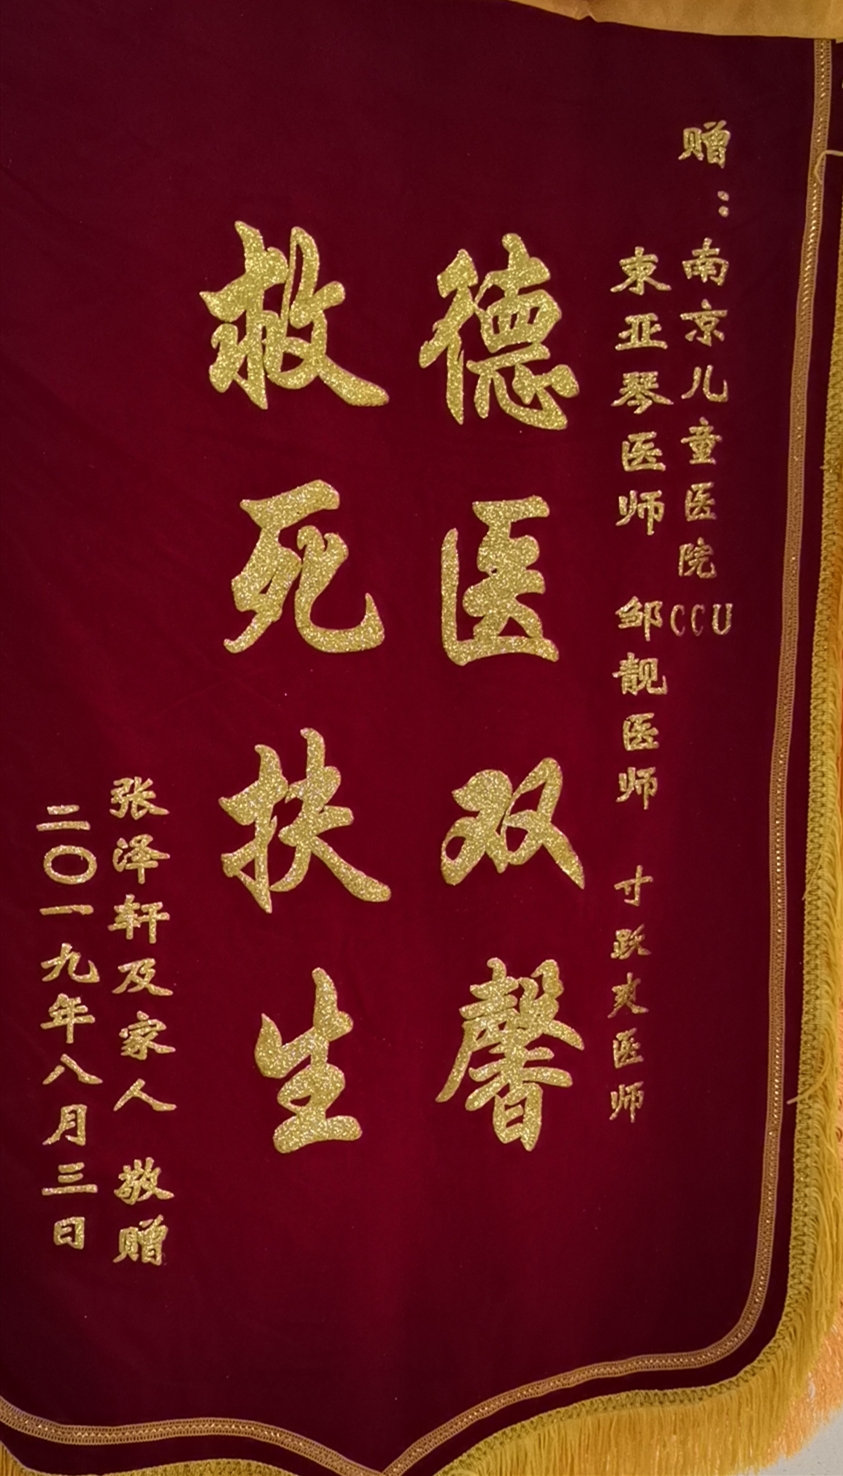 赠：南京儿童医院CCU
束亚琴医师 邹靓医师 寸跃爽医师
德医双馨
救死扶生
张泽轩及家人 敬赠
二〇一九年八月三日